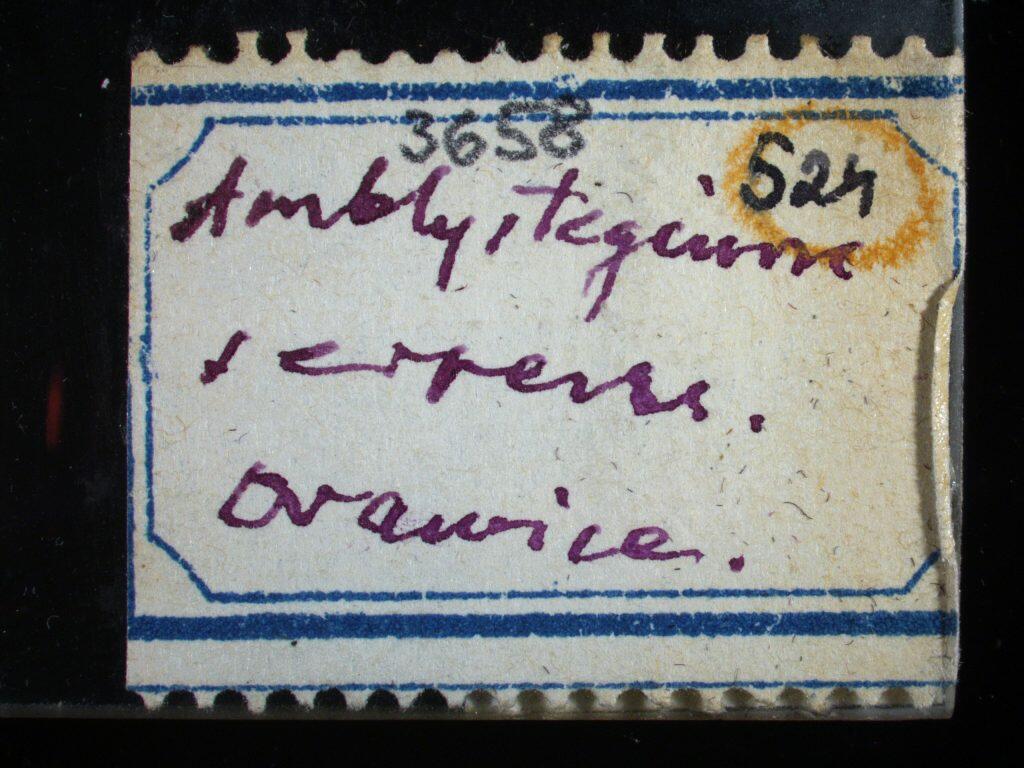 3658
524
Amblystegium
serpens.
Oravice.